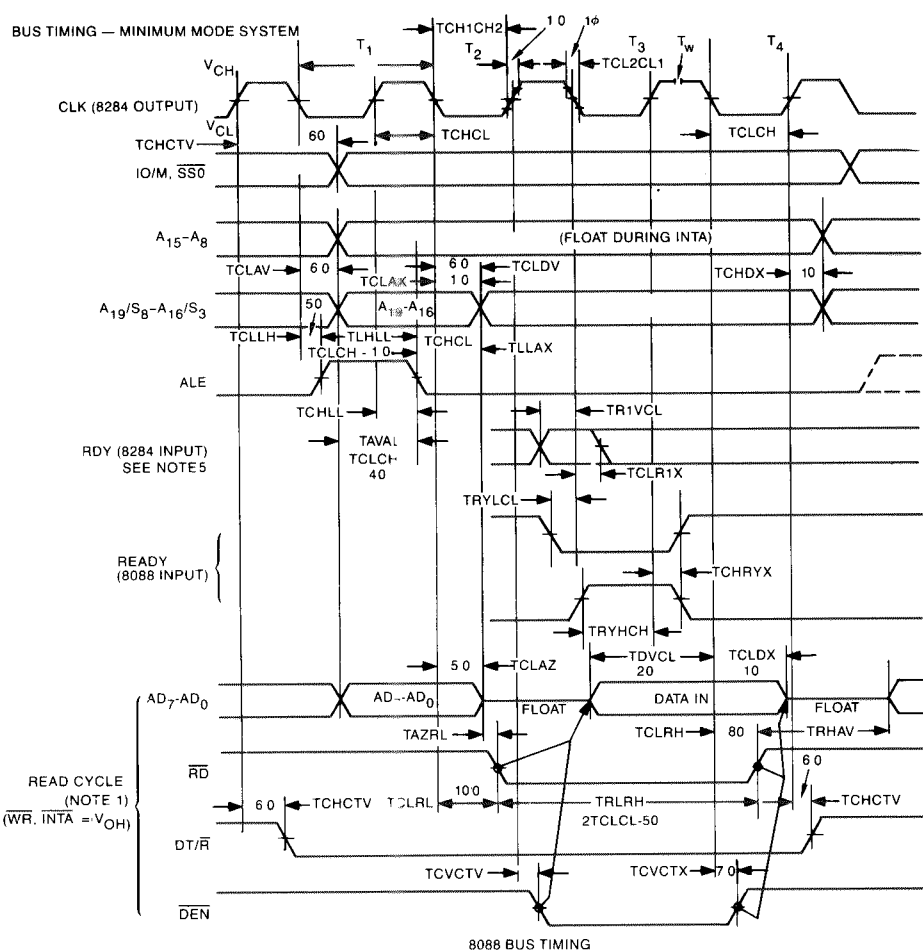 BUS TIMING — MINIMUM MODE SYSTEM
TCH1CH2
10
1φ
T1
T2
TCL2CL1
T3
Tw
T4
VCH
CLK (8284 OUTPUT)
VCL
TCHCTV
60
TCHCL
TCLCH
IO/M, SS0
A15–A8
(FLOAT DURING INTA)
TCLAV
60
60
TCLDV
TCLAX
10
TCHDX
10
A19/S8–A16/S3
50
A19-A16
TCLLH
TLHLL
TCHCL
TCLCH - 10
TLLAX
ALE
TCHLL
TR1VCL
RDY (8284 INPUT)
SEE NOTE 5
TAVAL
TCLCH
40
TCLR1X
TRYLCL
READY
(8088 INPUT)
TCHRYX
TRYHCH
50
TCLAZ
TDVCL
20
TCLDX
10
AD7-AD0
AD7-AD0
FLOAT
DATA IN
FLOAT
TAZRL
TCLRH
80
TRHAV
RD
READ CYCLE
(NOTE 1)
(WR, INTA = VOH)
60
TCHCTV
TCLRL
100
TRLRH
2TCLCL-50
60
TCHCTV
DT/R
TCVCTV
TCVCTX
70
DEN
8088 BUS TIMING